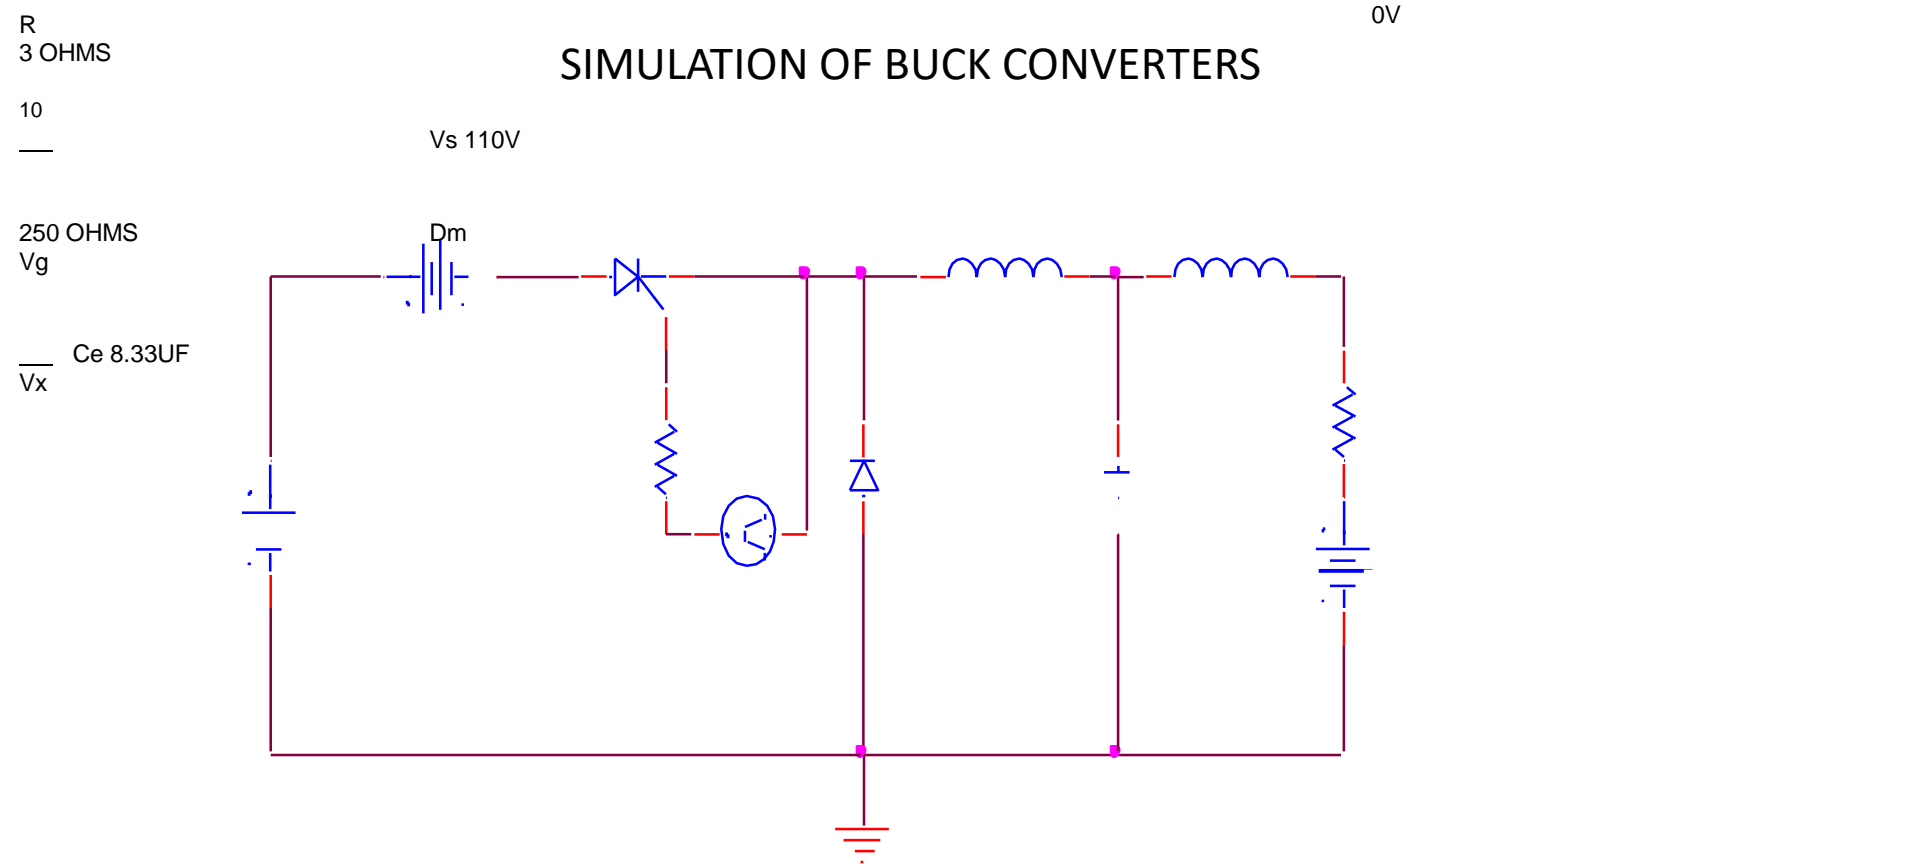 0V
R
3 OHMS
SIMULATION OF BUCK CONVERTERS
10
Vs 110V
250 OHMS
Dm
Vg
Ce 8.33UF
Vx